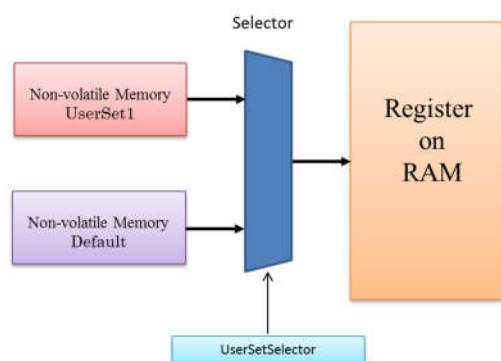 Selector
Non-volatile Memory
UserSet1
Non-volatile Memory
Default
Register
on
RAM
UserSetSelector